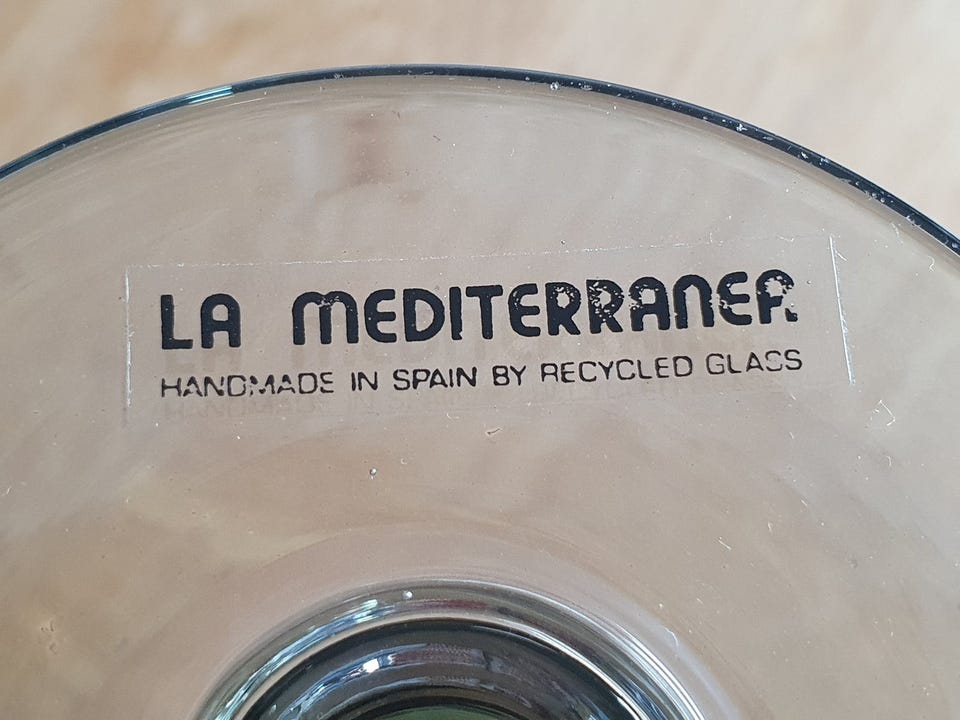 LA MEDITERRANEA
HANDMADE IN SPAIN BY RECYCLED GLASS